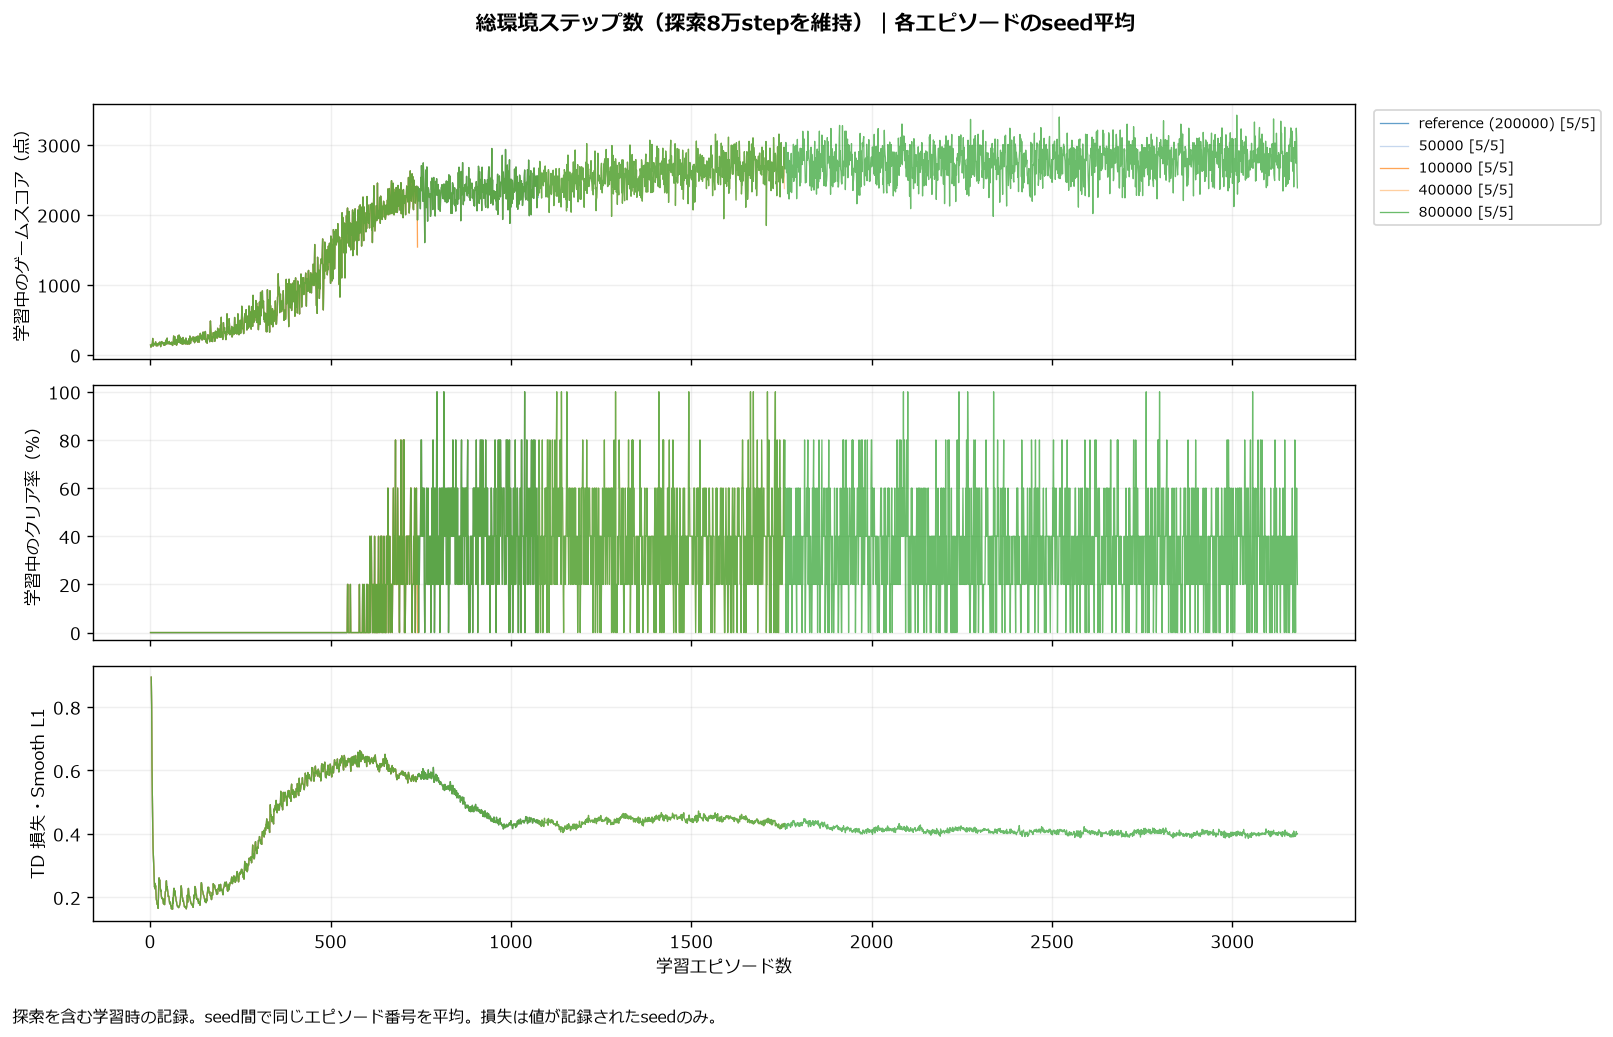 総環境ステップ数（探索8万stepを維持）｜各エピソードのseed平均
学習中のゲームスコア（点）
3000
2000
1000
0
reference (200000) [5/5]
50000 [5/5]
100000 [5/5]
400000 [5/5]
800000 [5/5]
学習中のクリア率（%）
100
80
60
40
20
0
TD 損失・Smooth L1
0.8
0.6
0.4
0.2
0 500 1000 1500 2000 2500 3000
学習エピソード数
探索を含む学習時の記録。seed間で同じエピソード番号を平均。損失は値が記録されたseedのみ。